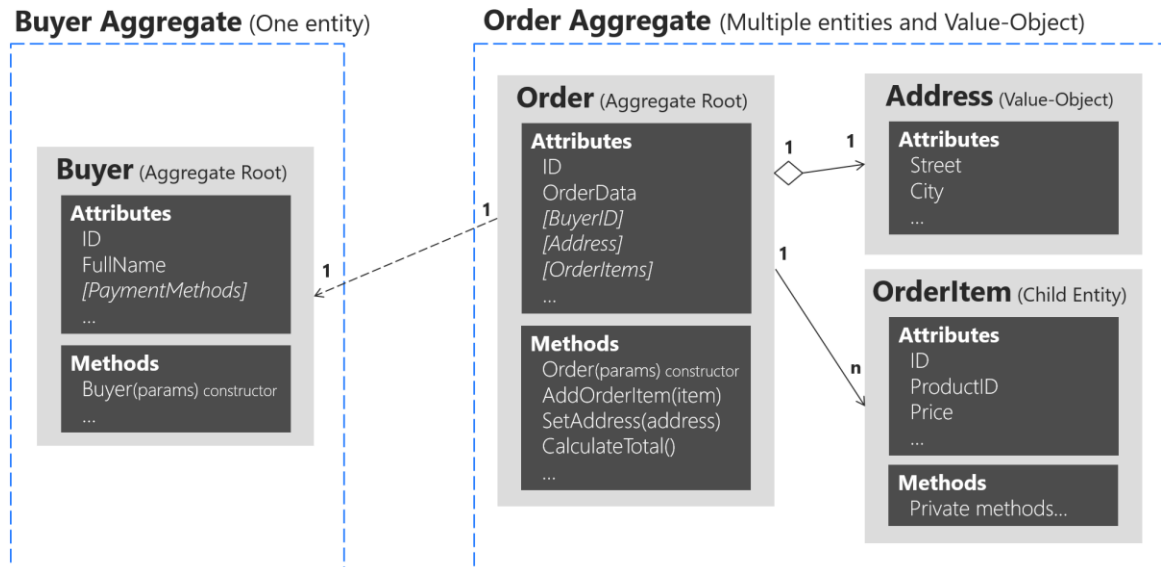 Buyer Aggregate (One entity)
Buyer (Aggregate Root)
Attributes
ID
FullName
[PaymentMethods]
...
Methods
Buyer(params) constructor
...
1
1
Order Aggregate (Multiple entities and Value-Object)
Order (Aggregate Root)
Attributes
ID
OrderData
[BuyerID]
[Address]
[OrderItems]
...
Methods
Order(params) constructor
AddOrderItem(item)
SetAddress(address)
CalculateTotal()
...
1
1
Address (Value-Object)
Attributes
Street
City
...
1
n
OrderItem (Child Entity)
Attributes
ID
ProductID
Price
...
Methods
Private methods...